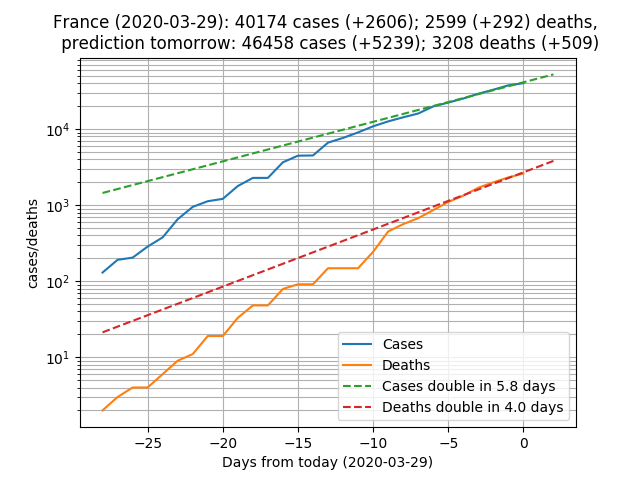 France (2020-03-29): 40174 cases (+2606); 2599 (+292) deaths,
prediction tomorrow: 46458 cases (+5239); 3208 deaths (+509)
cases/deaths
10^4
10^3
10^2
10^1
Cases
Deaths
Cases double in 5.8 days
Deaths double in 4.0 days
−25 −20 −15 −10 −5 0
Days from today (2020-03-29)